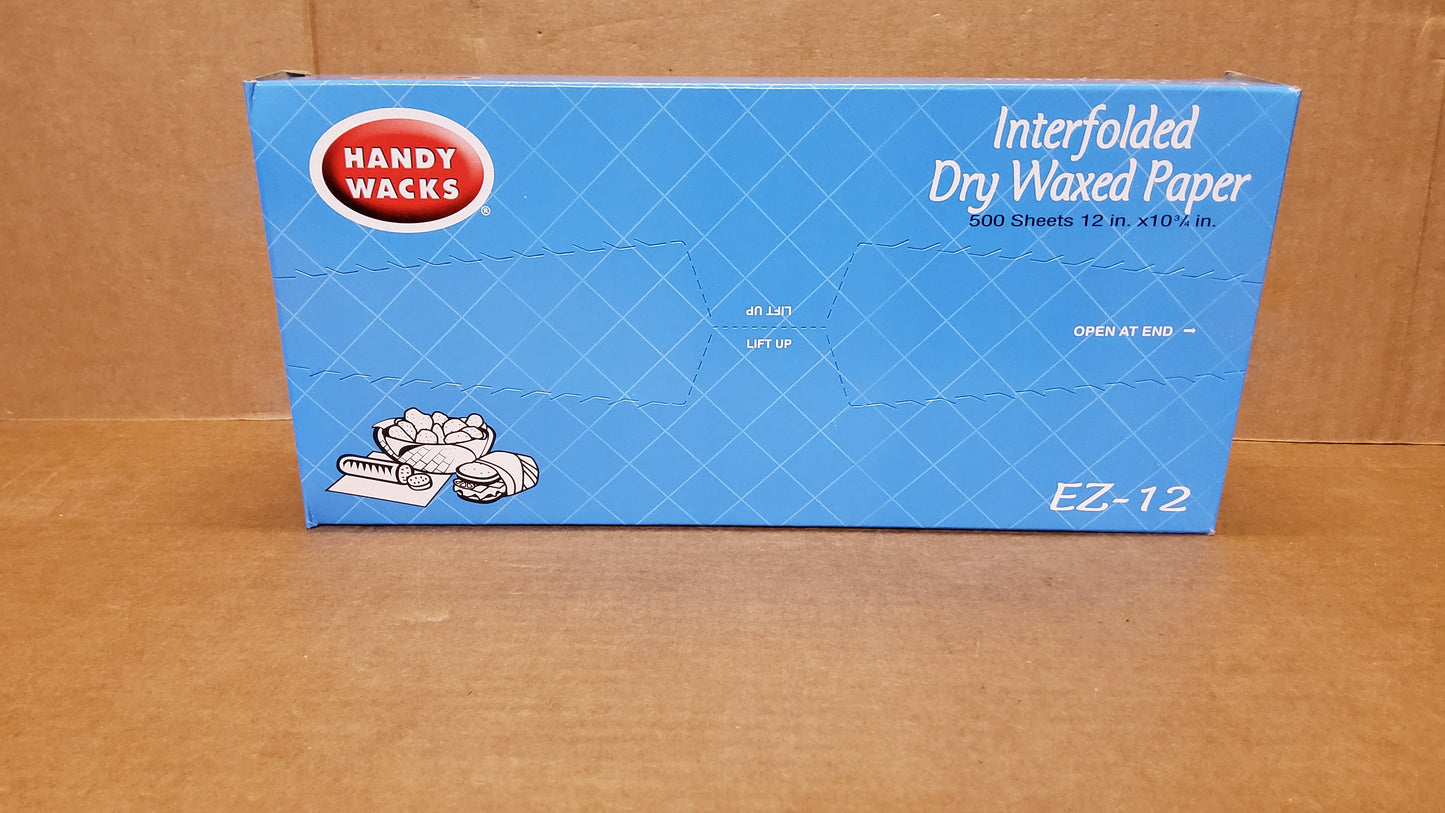 HANDY
WACKS
®
Interfolded
Dry Waxed Paper
500 Sheets 12 in. x10¾ in.
LIFT UP
LIFT UP
OPEN AT END →
EZ-12